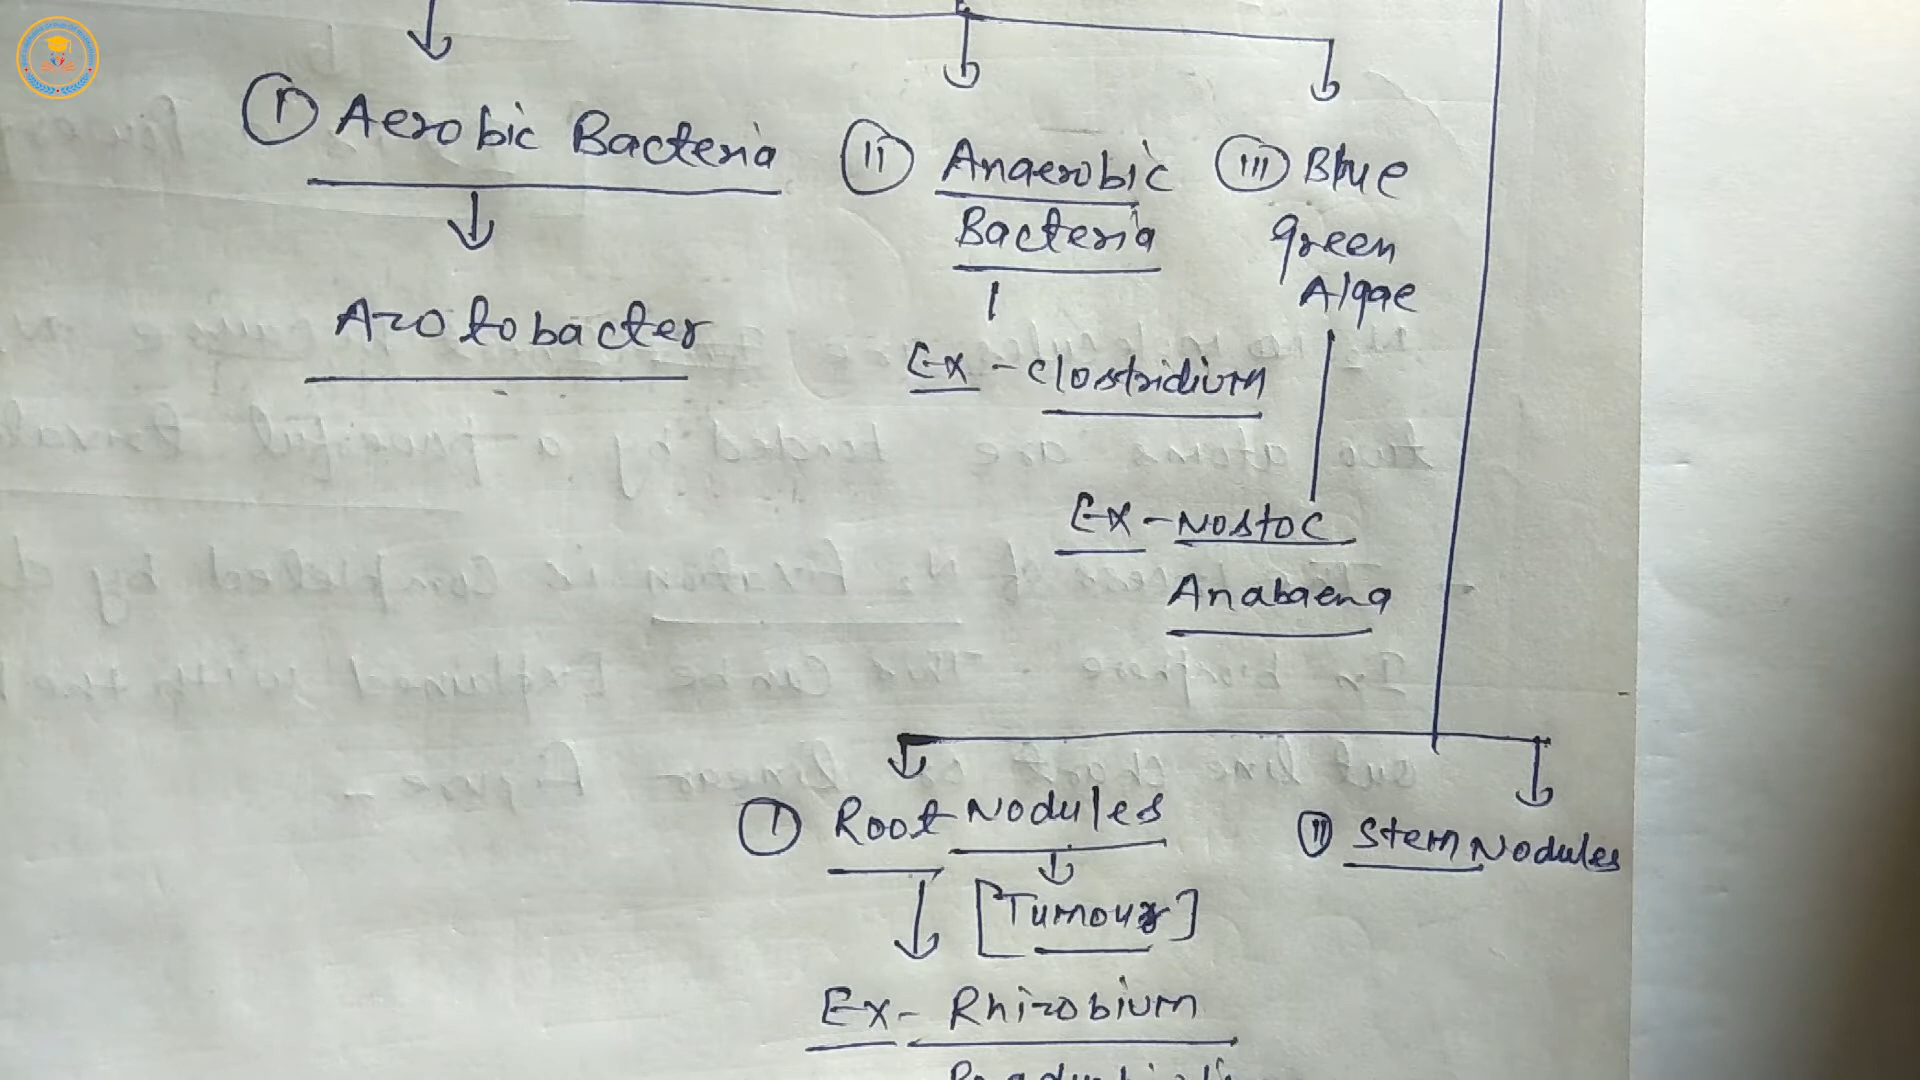 I Aerobic Bacteria
II Anaerobic
Bacteria
III Blue
green
Algae
Azotobacter
Ex - Clostridium
Ex - Nostoc
Anabaena
I Root Nodules
II Stem Nodules
[Tumour]
Ex - Rhizobium